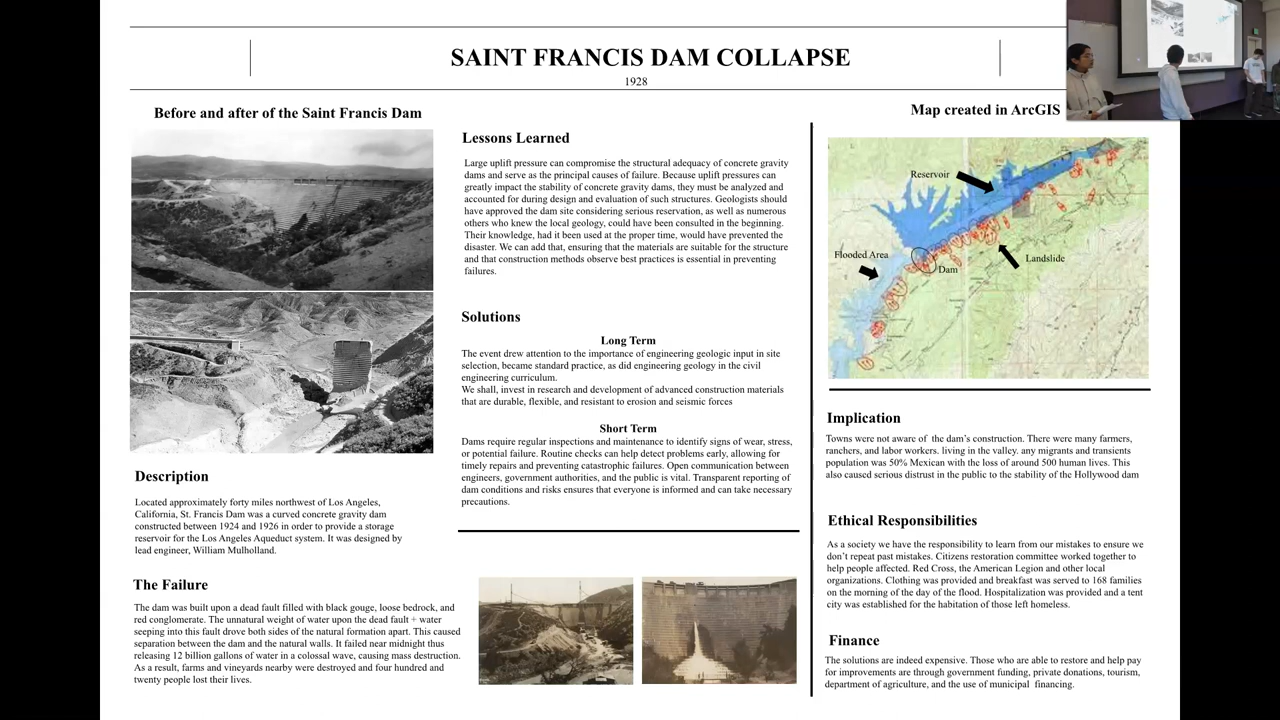 SAINT FRANCIS DAM COLLAPSE
1928
Before and after of the Saint Francis Dam
Description
Located approximately forty miles northwest of Los Angeles,
California, St. Francis Dam was a curved concrete gravity dam
constructed between 1924 and 1926 in order to provide a storage
reservoir for the Los Angeles Aqueduct system. It was designed by
lead engineer, William Mulholland.
The Failure
The dam was built upon a dead fault filled with black gouge, loose bedrock, and
red conglomerate. The unnatural weight of water upon the dead fault + water
seeping into this fault drove both sides of the natural formation apart. This caused
separation between the dam and the natural walls. It failed near midnight thus
releasing 12 billion gallons of water in a colossal wave, causing mass destruction.
As a result, farms and vineyards nearby were destroyed and four hundred and
twenty people lost their lives.
Lessons Learned
Large uplift pressure can compromise the structural adequacy of concrete gravity
dams and serve as the principal causes of failure. Because uplift pressures can
greatly impact the stability of concrete gravity dams, they must be analyzed and
accounted for during design and evaluation of such structures. Geologists should
have approved the dam site considering serious reservation, as well as numerous
others who knew the local geology, could have been consulted in the beginning.
Their knowledge, had it been used at the proper time, would have prevented the
disaster. We can add that, ensuring that the materials are suitable for the structure
and that construction methods observe best practices is essential in preventing
failures.
Solutions
Long Term
The event drew attention to the importance of engineering geologic input in site
selection, became standard practice, as did engineering geology in the civil
engineering curriculum.
We shall, invest in research and development of advanced construction materials
that are durable, flexible, and resistant to erosion and seismic forces
Short Term
Dams require regular inspections and maintenance to identify signs of wear, stress,
or potential failure. Routine checks can help detect problems early, allowing for
timely repairs and preventing catastrophic failures. Open communication between
engineers, government authorities, and the public is vital. Transparent reporting of
dam conditions and risks ensures that everyone is informed and can take necessary
precautions.
Map created in ArcGIS
Reservoir
Flooded Area
Dam
Landslide
Implication
Towns were not aware of the dam's construction. There were many farmers,
ranchers, and labor workers. living in the valley. any migrants and transients
population was 50% Mexican with the loss of around 500 human lives. This
also caused serious distrust in the public to the stability of the Hollywood dam
Ethical Responsibilities
As a society we have the responsibility to learn from our mistakes to ensure we
don't repeat past mistakes. Citizens restoration committee worked together to
help people affected. Red Cross, the American Legion and other local
organizations. Clothing was provided and breakfast was served to 168 families
on the morning of the day of the flood. Hospitalization was provided and a tent
city was established for the habitation of those left homeless.
Finance
The solutions are indeed expensive. Those who are able to restore and help pay
for improvements are through government funding, private donations, tourism,
department of agriculture, and the use of municipal financing.